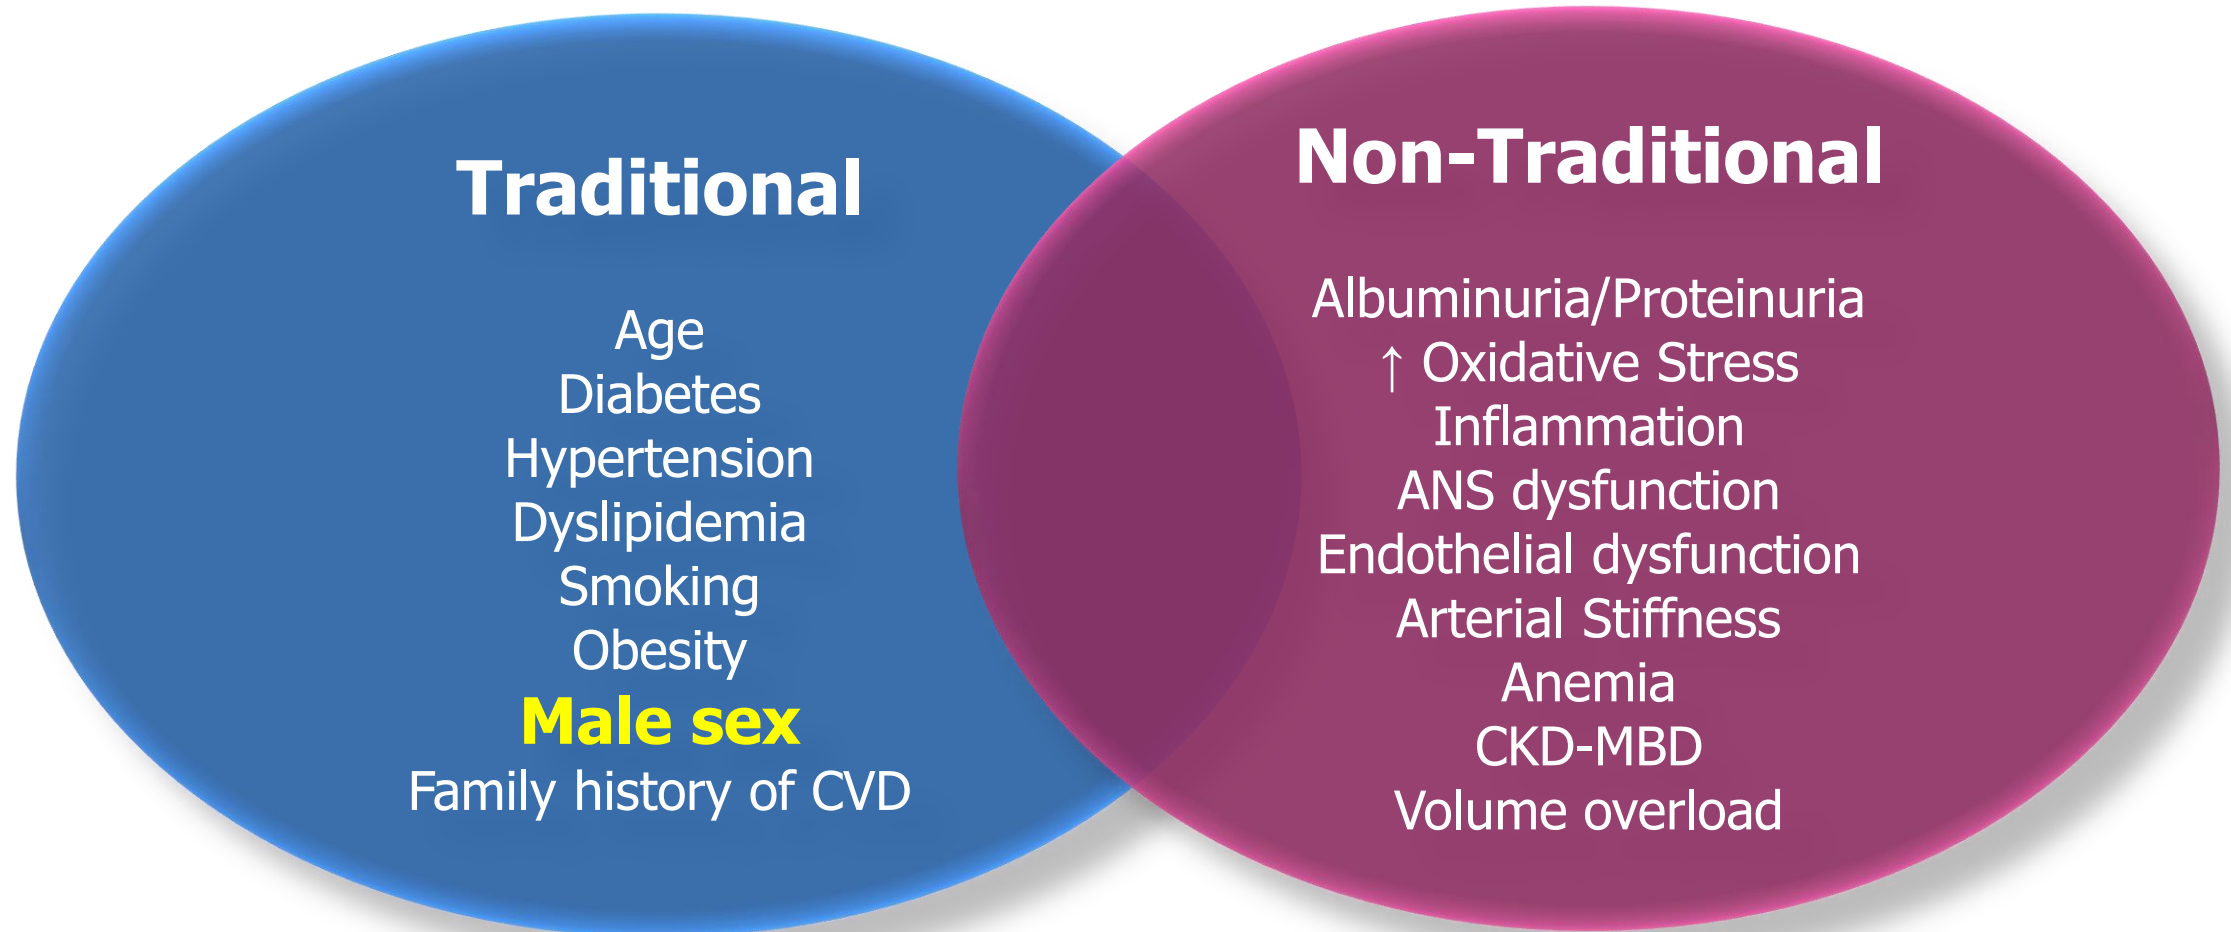 Traditional
Age
Diabetes
Hypertension
Dyslipidemia
Smoking
Obesity
Male sex
Family history of CVD
Non-Traditional
Albuminuria/Proteinuria
↑ Oxidative Stress
Inflammation
ANS dysfunction
Endothelial dysfunction
Arterial Stiffness
Anemia
CKD-MBD
Volume overload